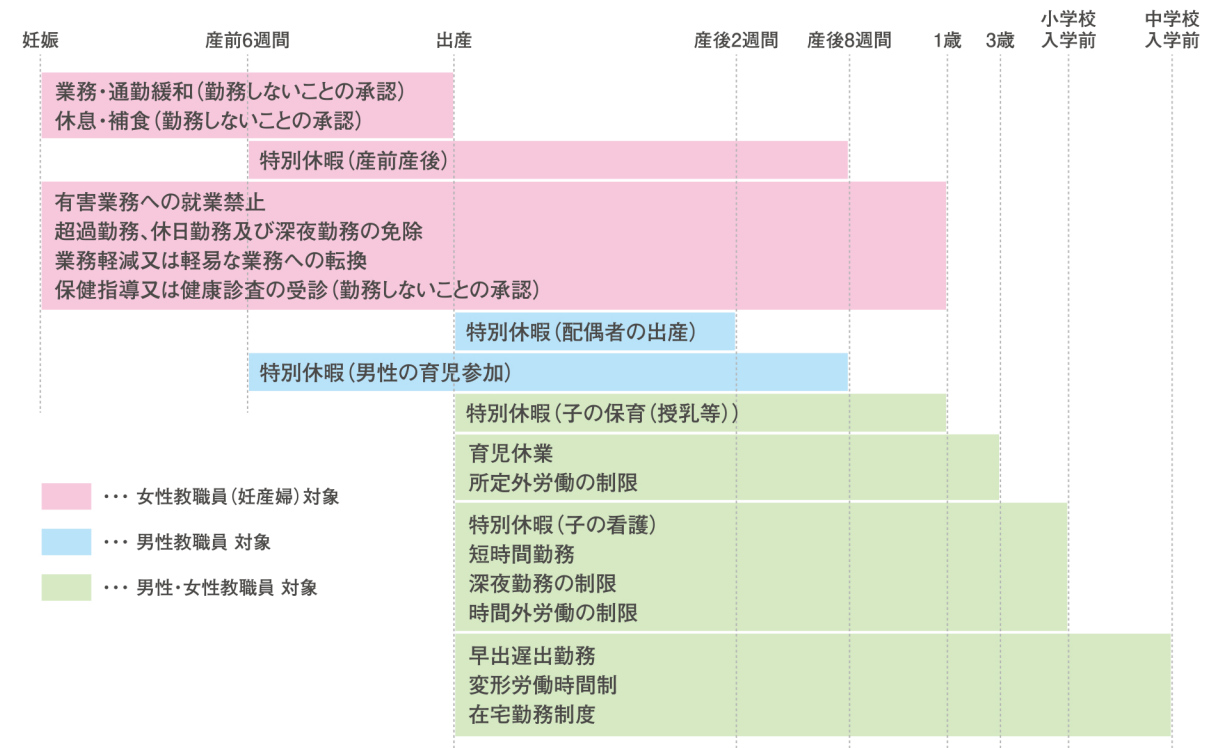 小学校
中学校
妊娠 産前6週間 出産 産後2週間 産後8週間 1歳 3歳 入学前 入学前
業務・通勤緩和（勤務しないことの承認）
休息・補食（勤務しないことの承認）
特別休暇（産前産後）
有害業務への就業禁止
超過勤務、休日勤務及び深夜勤務の免除
業務軽減又は軽易な業務への転換
保健指導又は健康診査の受診（勤務しないことの承認）
特別休暇（配偶者の出産）
特別休暇（男性の育児参加）
特別休暇（子の保育（授乳等））
育児休業
所定外労働の制限
特別休暇（子の看護）
短時間勤務
深夜勤務の制限
時間外労働の制限
早出遅出勤務
変形労働時間制
在宅勤務制度
… 女性教職員（妊産婦）対象
… 男性教職員 対象
… 男性・女性教職員 対象